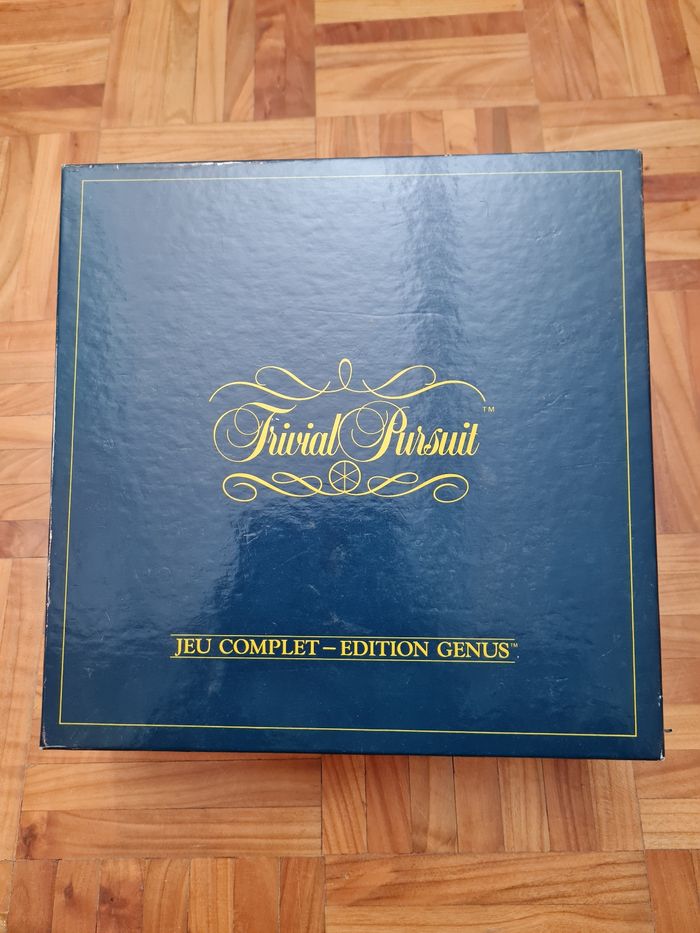 Trivial Pursuit™
JEU COMPLET – EDITION GENUS™